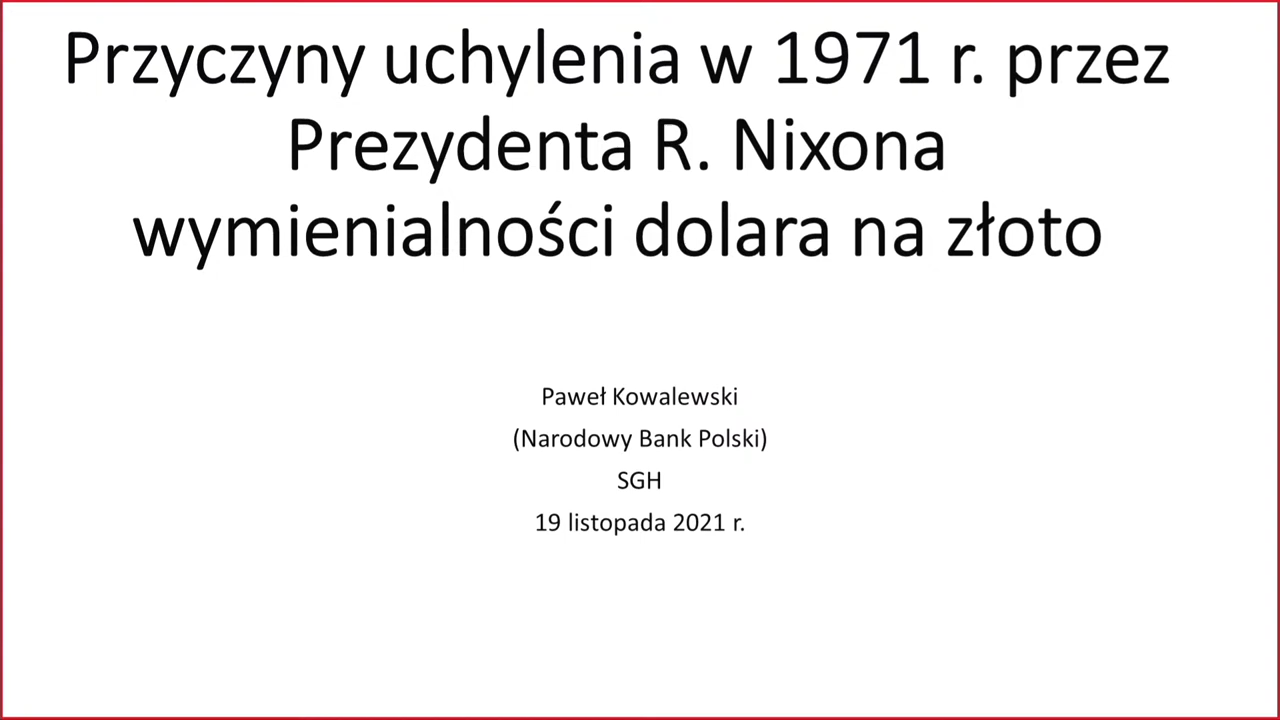 Przyczyny uchylenia w 1971 r. przez
Prezydenta R. Nixona
wymienialności dolara na złoto
Paweł Kowalewski
(Narodowy Bank Polski)
SGH
19 listopada 2021 r.